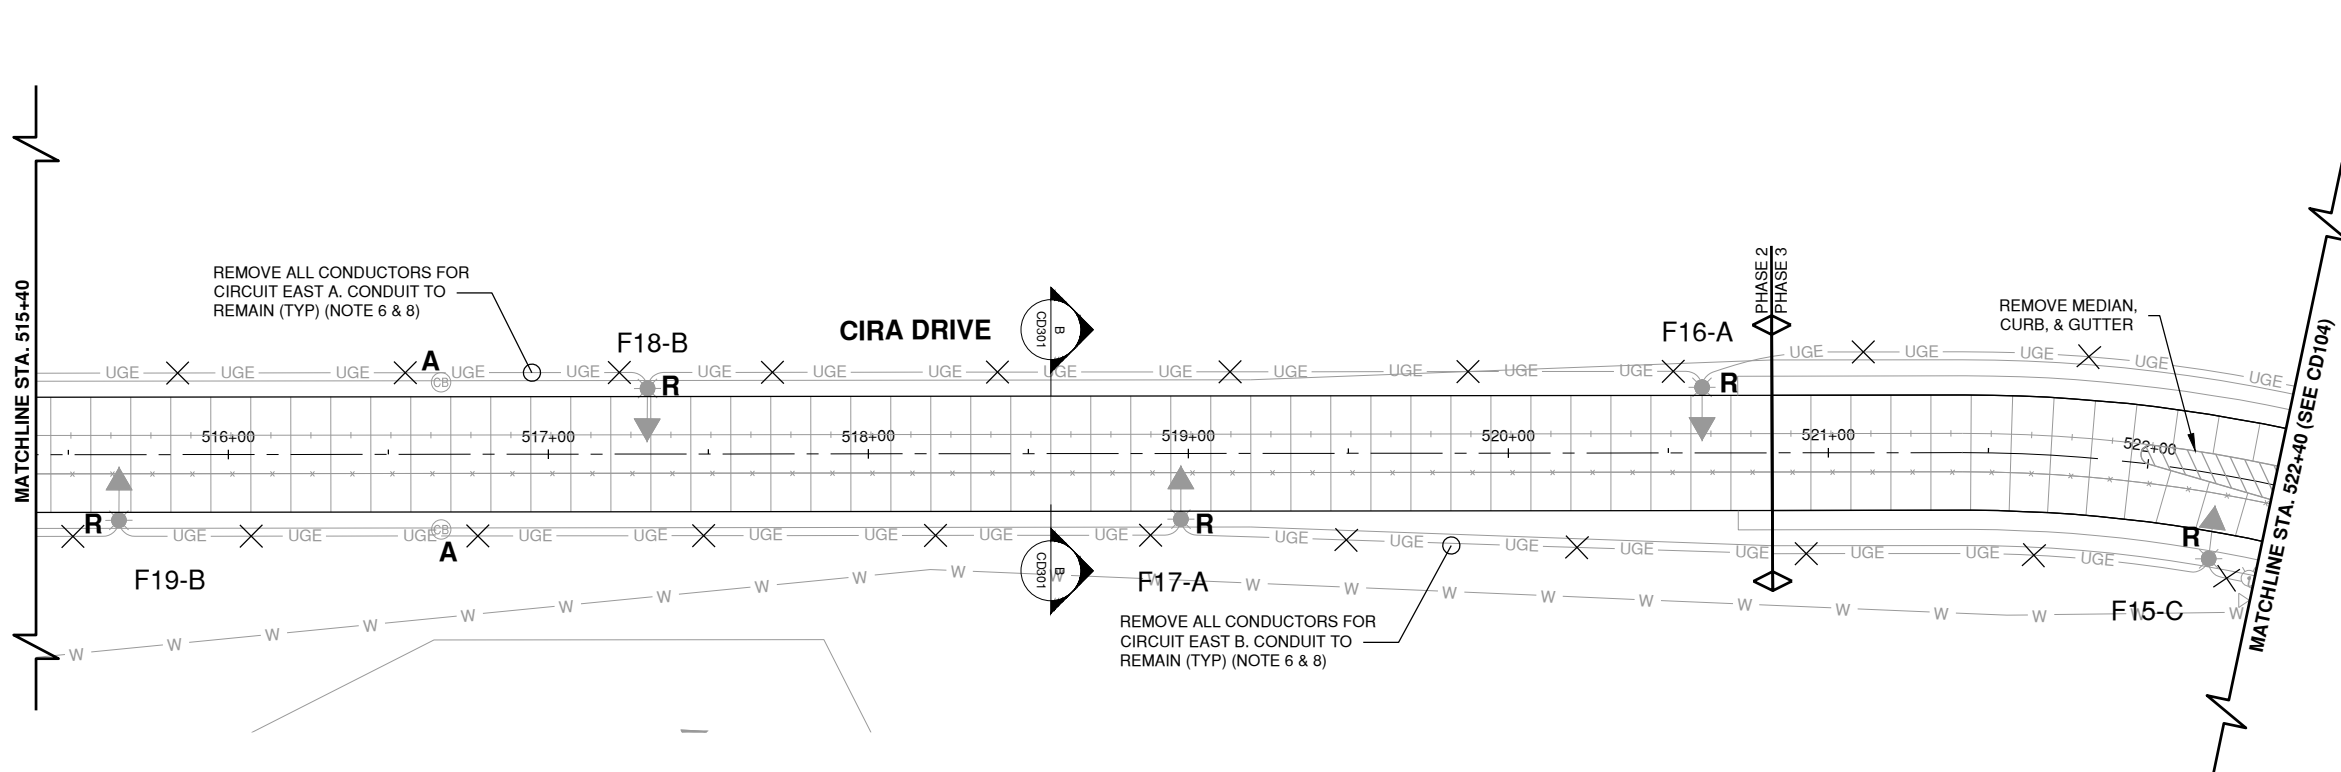 MATCHLINE STA. 515+40
REMOVE ALL CONDUCTORS FOR
CIRCUIT EAST A. CONDUIT TO
REMAIN (TYP) (NOTE 6 & 8)
F18-B
CIRA DRIVE
B
CD301
F16-A
PHASE 2
PHASE 3
REMOVE MEDIAN,
CURB, & GUTTER
UGE UGE UGE A UGE UGE UGE UGE UGE UGE UGE UGE UGE UGE UGE UGE UGE UGE UGE
CB R R
516+00 517+00 518+00 519+00 520+00 521+00 522+00
R R R
UGE UGE UGE CB UGE UGE UGE UGE UGE UGE UGE UGE UGE UGE UGE UGE UGE
A
F19-B
B
CD301
F17-A
F15-C
W W W W W W W W W W W W W W W W W W W W W W W
REMOVE ALL CONDUCTORS FOR
CIRCUIT EAST B. CONDUIT TO
REMAIN (TYP) (NOTE 6 & 8)
MATCHLINE STA. 522+40 (SEE CD104)